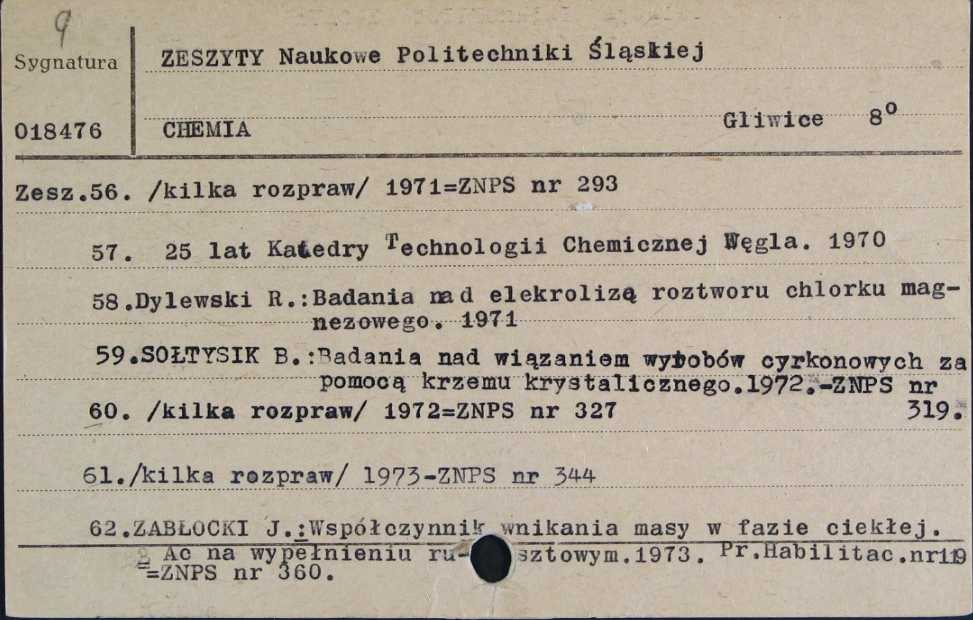 9
Sygnatura
ZESZYTY Naukowe Politechniki Śląskiej
018476
CHEMIA Gliwice 8°
Zesz.56. /kilka rozpraw/ 1971=ZNPS nr 293
57. 25 lat Katedry Technologii Chemicznej Węgla. 1970
58.Dylewski R.:Badania nad elekrolizą roztworu chlorku mag-
nezowego. 1971
59.SOŁTYSIK B.:Badania nad wiązaniem wyrobów cyrkonowych za
pomocą krzemu krystalicznego.1972.-ZNPS nr
60. /kilka rozpraw/ 1972=ZNPS nr 327 319.
61./kilka rozpraw/ 1973-ZNPS nr 344
62.ZABŁOCKI J.:Współczynnik wnikania masy w fazie ciekłej.
Ac na wypełnieniu ru- sztowym.1973. Pr.Habilitac.nr119
=ZNPS nr 360.